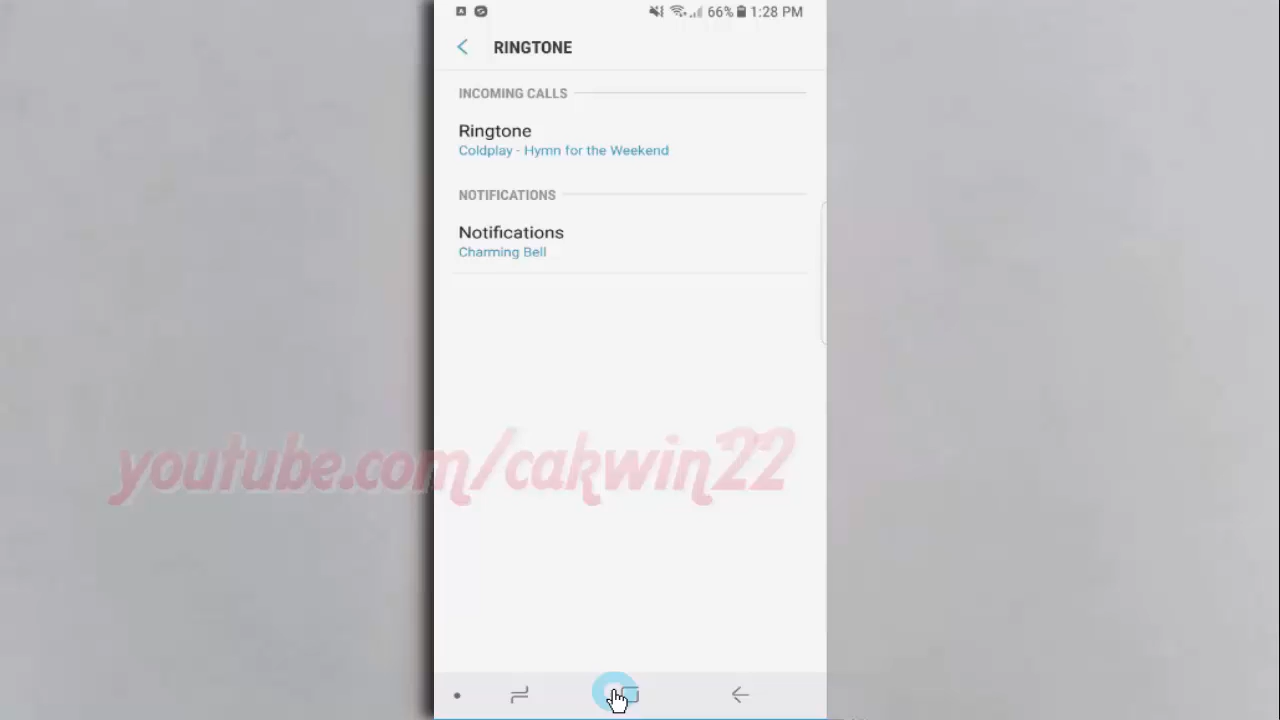 66% 1:28 PM
RINGTONE
INCOMING CALLS
Ringtone
Coldplay - Hymn for the Weekend
NOTIFICATIONS
Notifications
Charming Bell
youtube.com/cakwin22